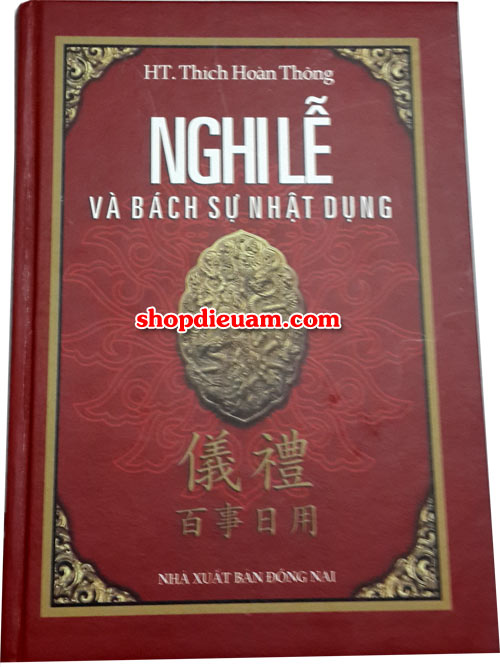 HT. Thích Hoàn Thông
NGHI LỄ
VÀ BÁCH SỰ NHẬT DỤNG
shopdieuam.com
儀禮
百事日用
NHÀ XUẤT BẢN ĐỒNG NAI